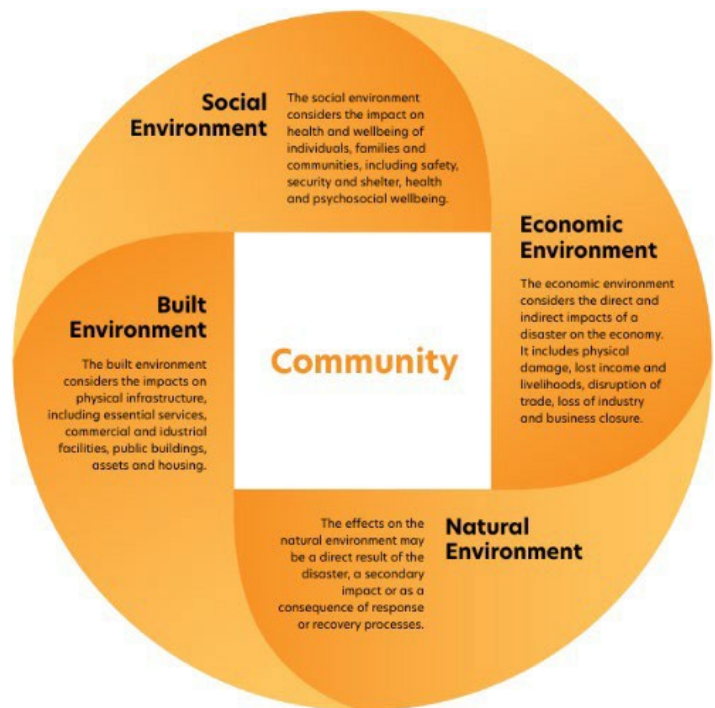 Social
Environment
The social environment
considers the impact on
health and wellbeing of
individuals, families and
communities, including safety,
security and shelter, health
and psychosocial wellbeing.
Economic
Environment
The economic environment
considers the direct and
indirect impacts of a
disaster on the economy.
It includes physical
damage, lost income and
livelihoods, disruption of
trade, loss of industry
and business closure.
Built
Environment
The built environment
considers the impacts on
physical infrastructure,
including essential services,
commercial and idustrial
facilities, public buildings,
assets and housing.
Community
The effects on the
natural environment may
be a direct result of the
disaster, a secondary
impact or as a
consequence of response
or recovery processes.
Natural
Environment